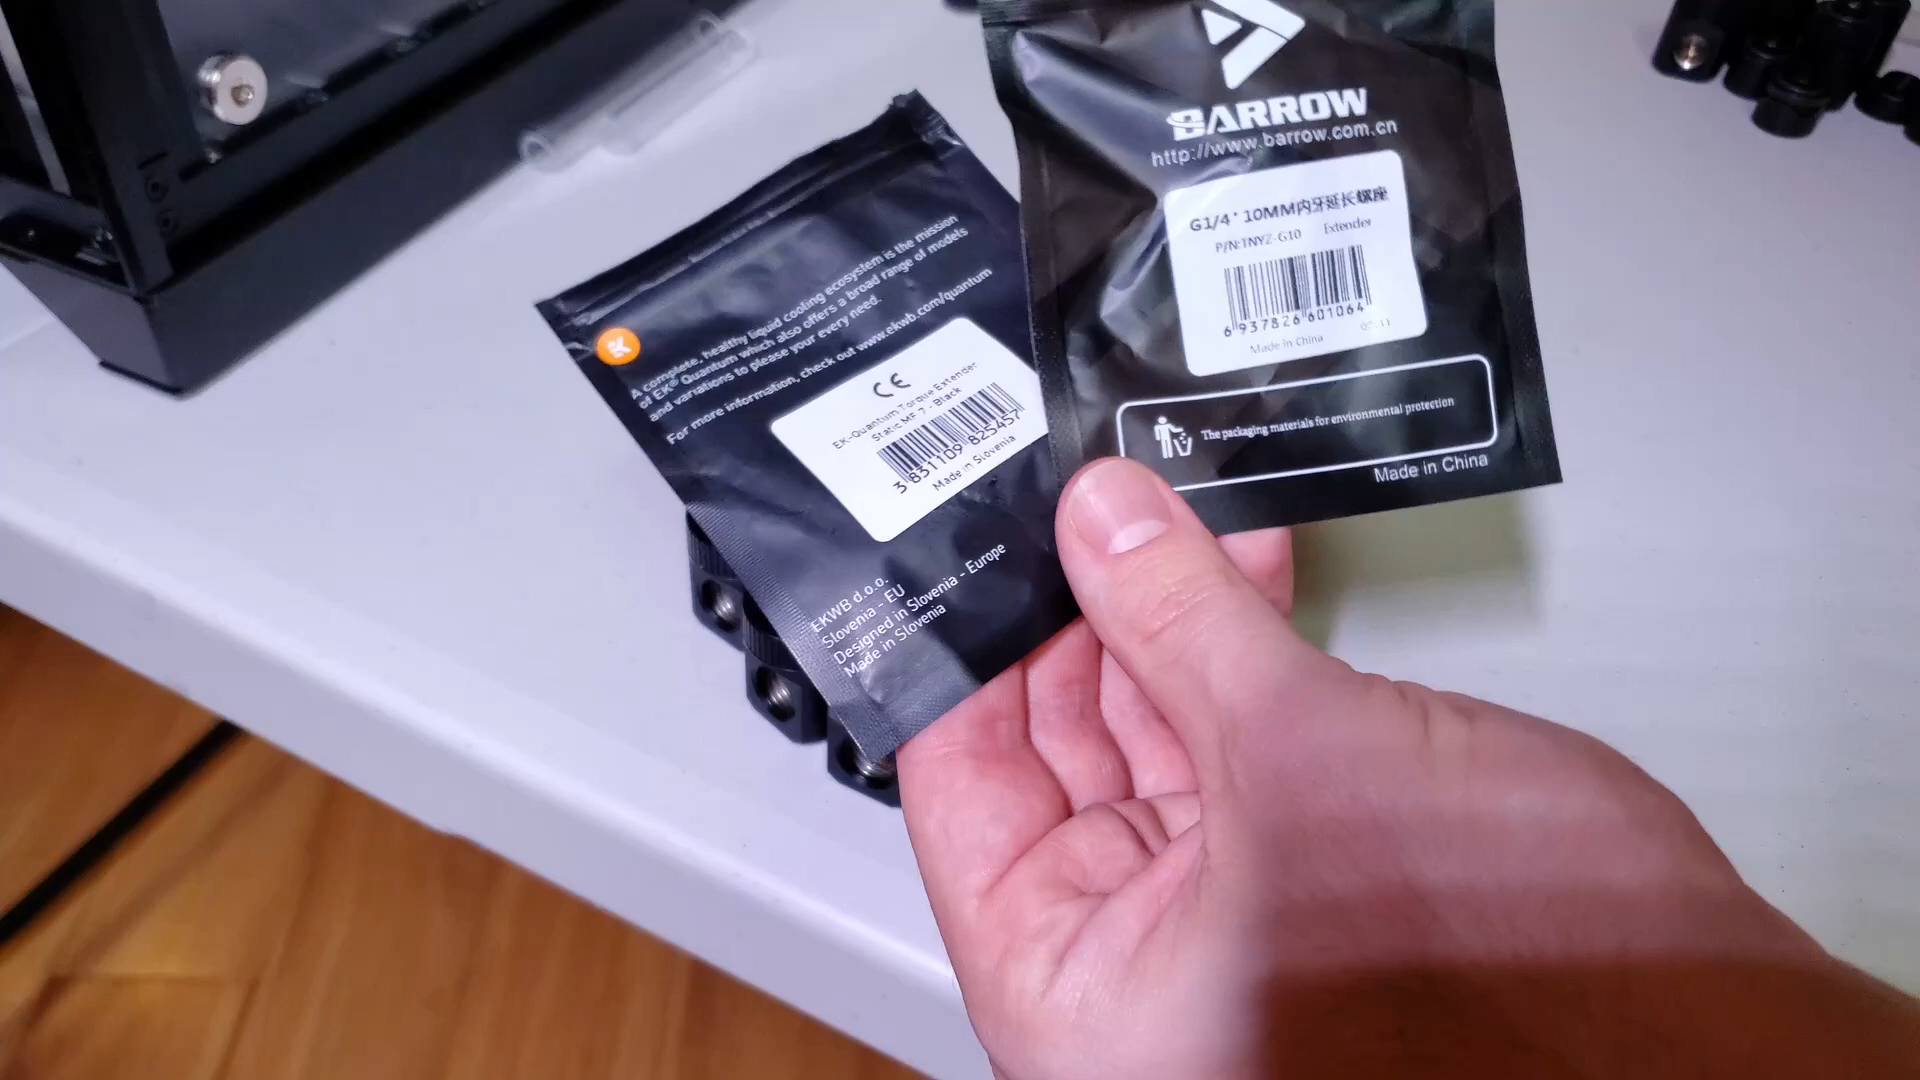 A complete, healthy liquid cooling ecosystem is the mission
of EK® Quantum which also offers a broad range of models
and variations to please your every need.
For more information, check out www.ekwb.com/quantum
CE
EK-Quantum Torque Extender
Static MF 7 - Black
3 831109 825457
Made in Slovenia
EKWB d.o.o.
Slovenia - EU
Designed in Slovenia - Europe
Made in Slovenia
BARROW
http://www.barrow.com.cn
G1/4" 10MM内牙延长螺座
P/N:TNYZ-G10 Extender
6 937826 601064
Made in China
The packaging materials for environmental protection
Made in China